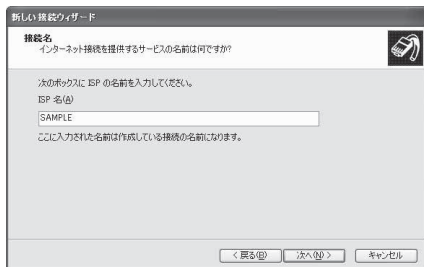 新しい接続ウィザード
接続名
インターネット接続を提供するサービスの名前は何ですか?
次のボックスに ISP の名前を入力してください。
ISP 名(A)
SAMPLE
ここに入力された名前は作成している接続の名前になります。
< 戻る(B)
次へ(N) >
キャンセル